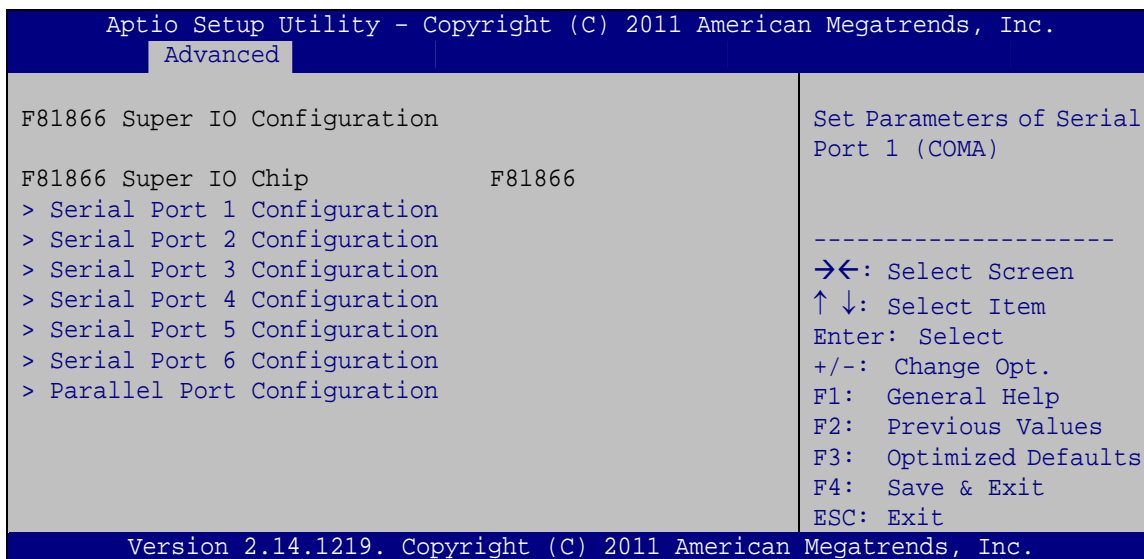 Aptio Setup Utility – Copyright (C) 2011 American Megatrends, Inc.
Advanced
F81866 Super IO Configuration
F81866 Super IO Chip F81866
> Serial Port 1 Configuration
> Serial Port 2 Configuration
> Serial Port 3 Configuration
> Serial Port 4 Configuration
> Serial Port 5 Configuration
> Serial Port 6 Configuration
> Parallel Port Configuration
Set Parameters of Serial
Port 1 (COMA)
---------------------
→←: Select Screen
↑ ↓: Select Item
Enter: Select
+/-: Change Opt.
F1: General Help
F2: Previous Values
F3: Optimized Defaults
F4: Save & Exit
ESC: Exit
Version 2.14.1219. Copyright (C) 2011 American Megatrends, Inc.